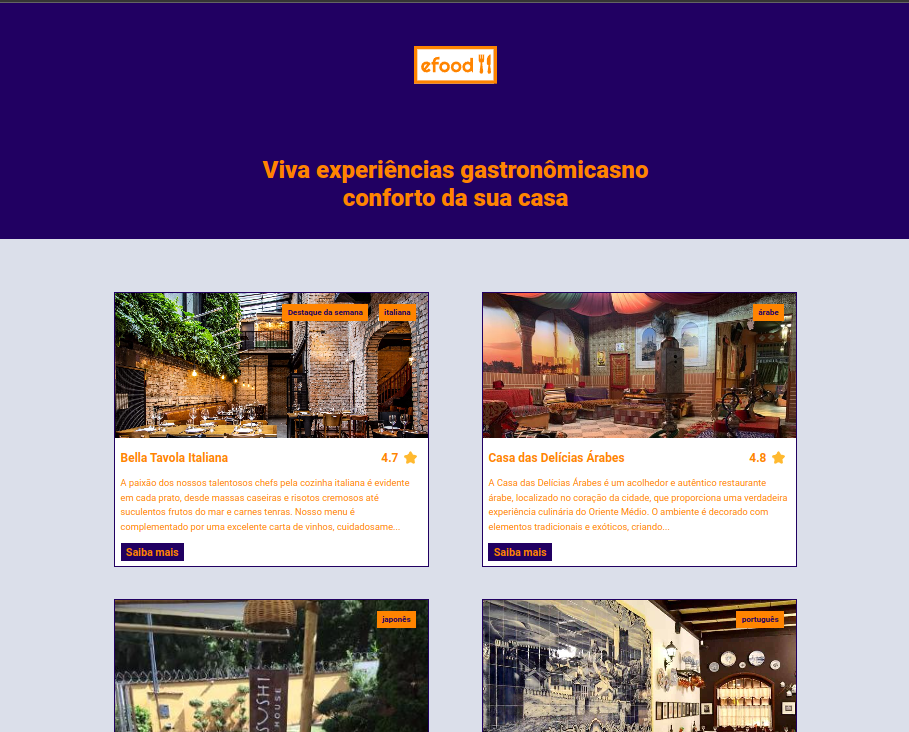 efood
Viva experiências gastronômicasno
conforto da sua casa
Destaque da semana
italiana
árabe
Bella Tavola Italiana
4.7
A paixão dos nossos talentosos chefs pela cozinha italiana é evidente
em cada prato, desde massas caseiras e risotos cremosos até
suculentos frutos do mar e carnes tenras. Nosso menu é
complementado por uma excelente carta de vinhos, cuidadosame...
Saiba mais
Casa das Delícias Árabes
4.8
A Casa das Delícias Árabes é um acolhedor e autêntico restaurante
árabe, localizado no coração da cidade, que proporciona uma verdadeira
experiência culinária do Oriente Médio. O ambiente é decorado com
elementos tradicionais e exóticos, criando...
Saiba mais
japonês
SUSHI
HOUSE
português